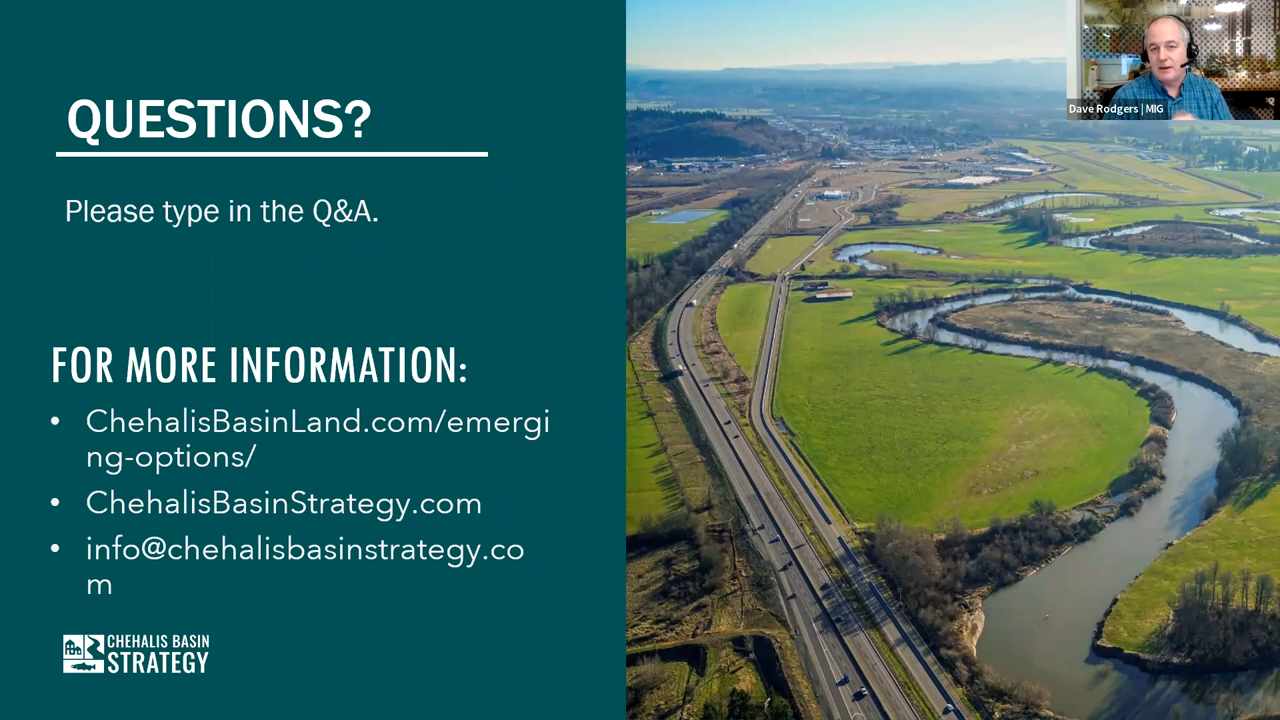 QUESTIONS?
Please type in the Q&A.
FOR MORE INFORMATION:
• ChehalisBasinLand.com/emergi
ng-options/
• ChehalisBasinStrategy.com
• info@chehalisbasinstrategy.co
m
CHEHALIS BASIN
STRATEGY
Dave Rodgers | MIG